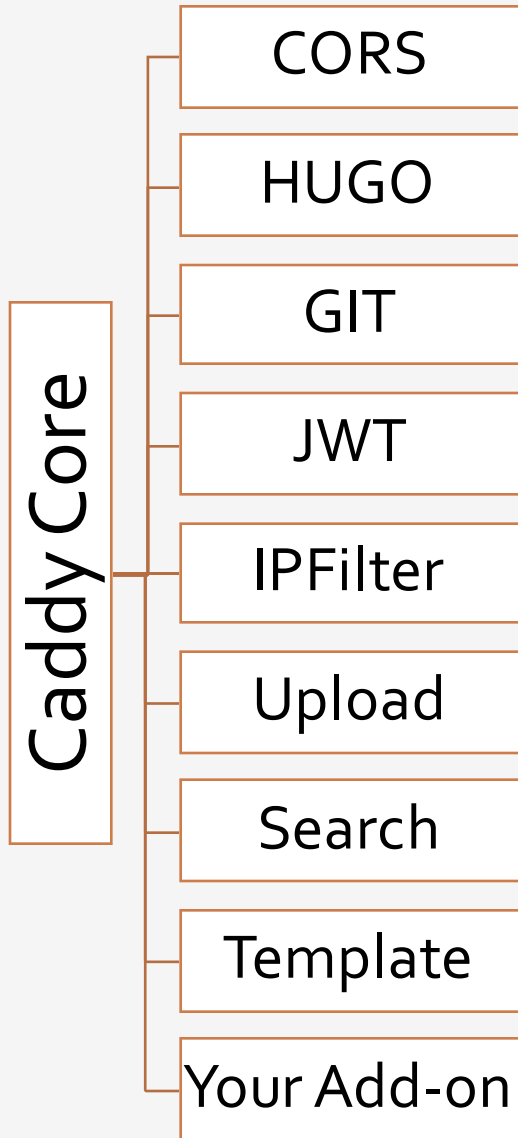 CORS
HUGO
GIT
JWT
IPFilter
Upload
Search
Template
Your Add-on
Caddy Core